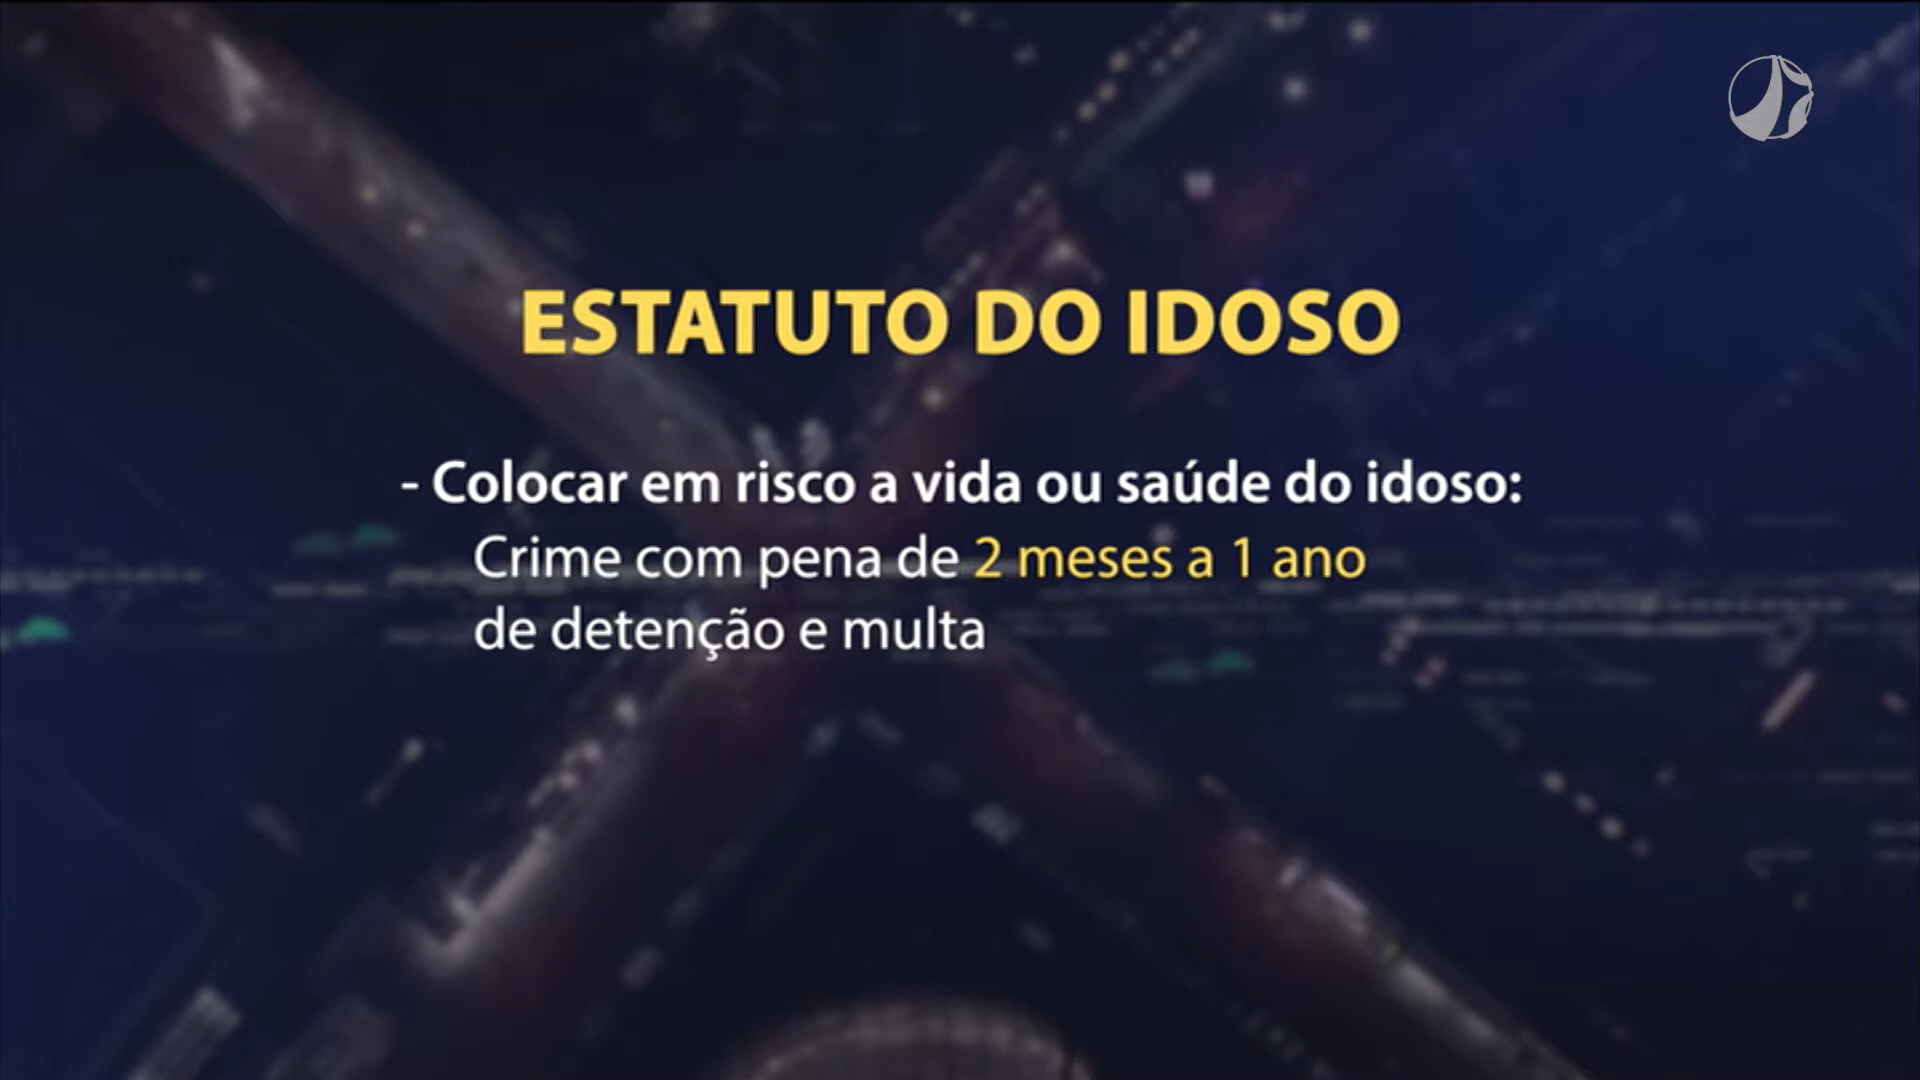 ESTATUTO DO IDOSO
- Colocar em risco a vida ou saúde do idoso:
Crime com pena de 2 meses a 1 ano
de detenção e multa